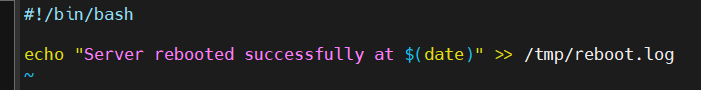 #!/bin/bash
echo "Server rebooted successfully at $(date)" >> /tmp/reboot.log
~